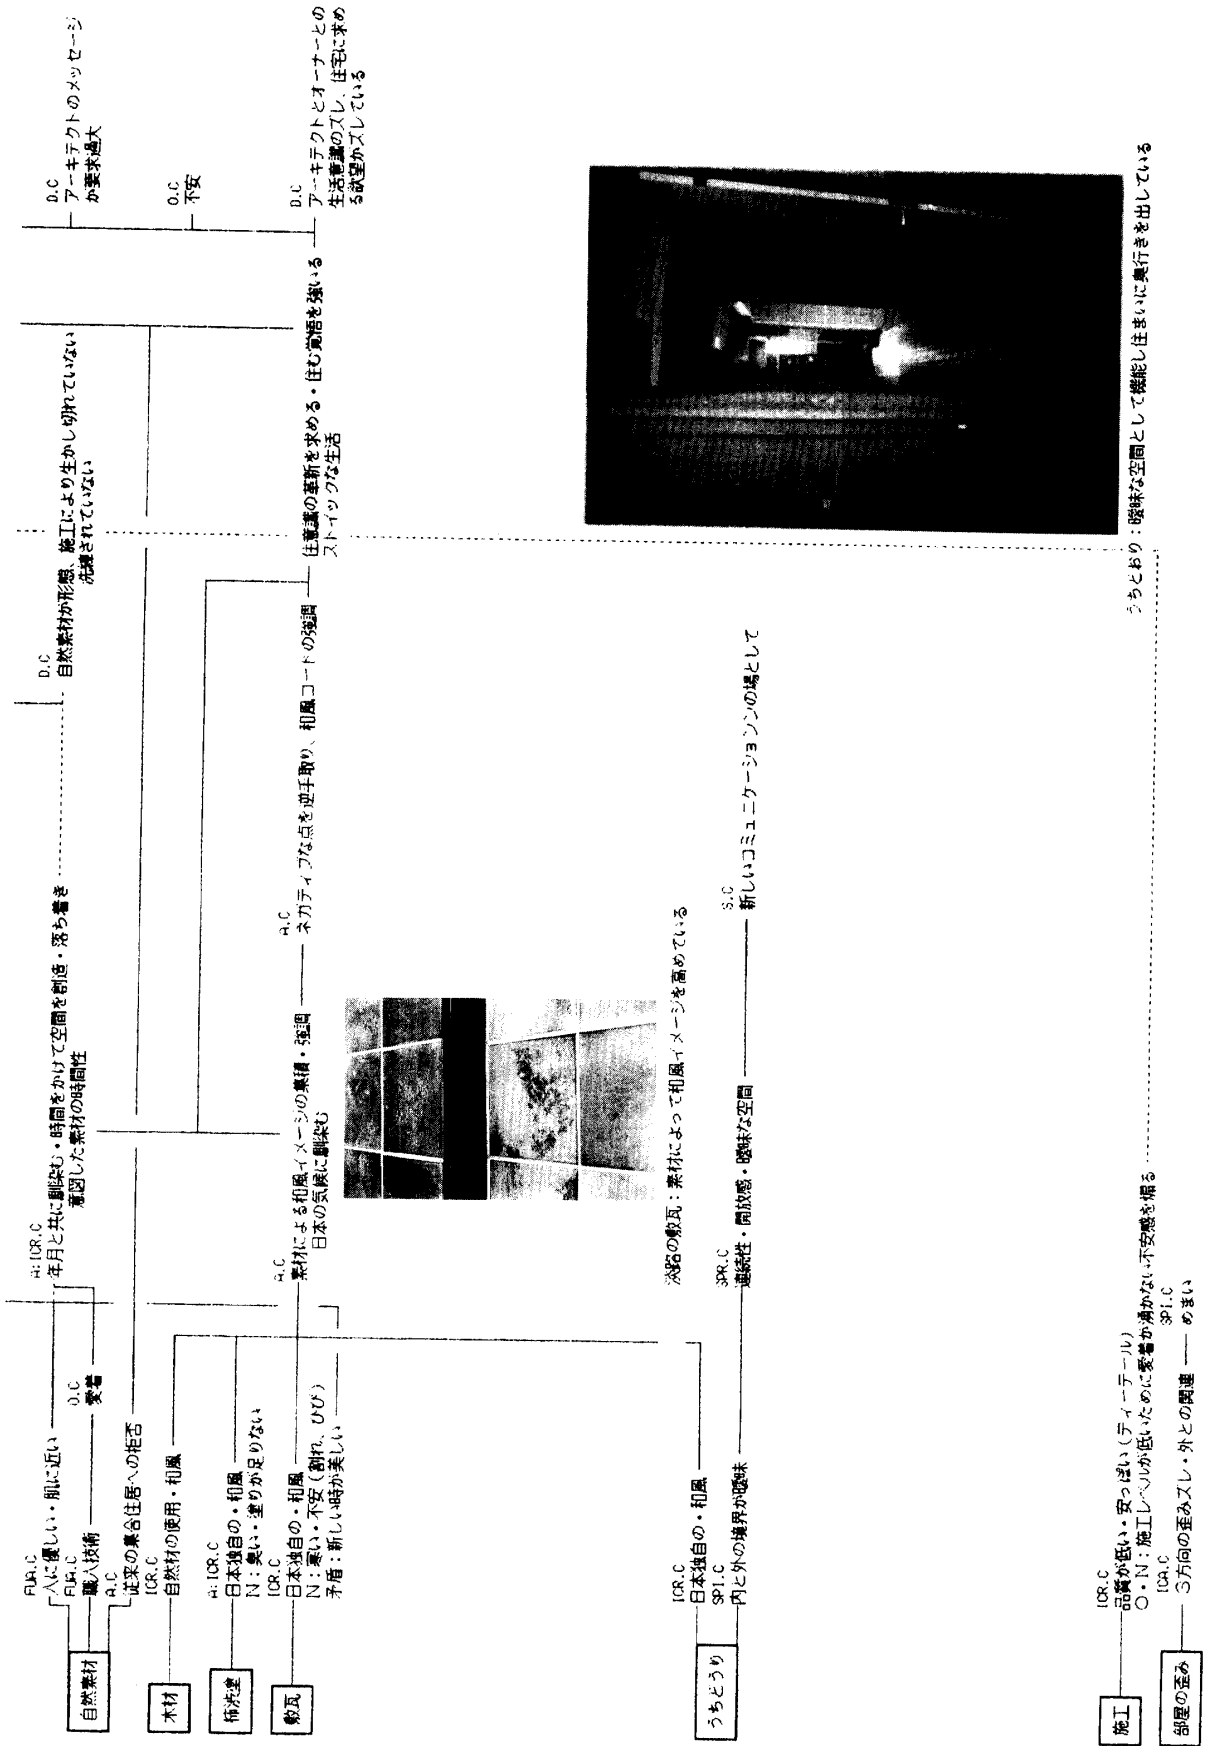 自然素材
FUA.C
人に優しい・肌に近い
FUA.C
職人技術
O.C
愛着
A.C
従来の集合住居への拒否
A:ICR.C
年月と共に馴染む・時間をかけて空間を創造・落ち着き
意図した素材の時間性
D.C
自然素材が形態、施工により生かし切れていない
洗練されていない
D.C
アーキテクトのメッセージ
が要求過大
O.C
不安
木材
ICR.C
自然材の使用・和風
柿渋塗
A:ICR.C
日本独自の・和風
N:臭い・塗りが足りない
敷瓦
ICR.C
日本独自の・和風
N:寒い・不安(割れ、ひび)
矛盾:新しい時が美しい
A.C
素材による和風イメージの集積・強調
日本の気候に馴染む
A.C
ネガティブな点を逆手取り、和風コードの強調
住意識の革新を求める・住む覚悟を強いる
ストイックな生活
D.C
アーキテクトとオーナーとの
生活意識のズレ、住宅に求め
る欲望がズレている
淡路の敷瓦:素材によって和風イメージを高めている
うちどうり
ICR.C
日本独自の・和風
SPI.C
内と外の境界が曖昧
SPR.C
連続性・開放感・曖昧な空間
S.C
新しいコミュニケーションンの場として
うちとおり:曖昧な空間として機能し住まいに奥行きを出している
施工
ICR.C
品質が低い・安っぽい(ティーテール)
O・N:施工レベルが低いために愛着が湧かない不安感を煽る
部屋の歪み
ICA.C
3方向の歪みズレ・外との関連
SPI.C
めまい